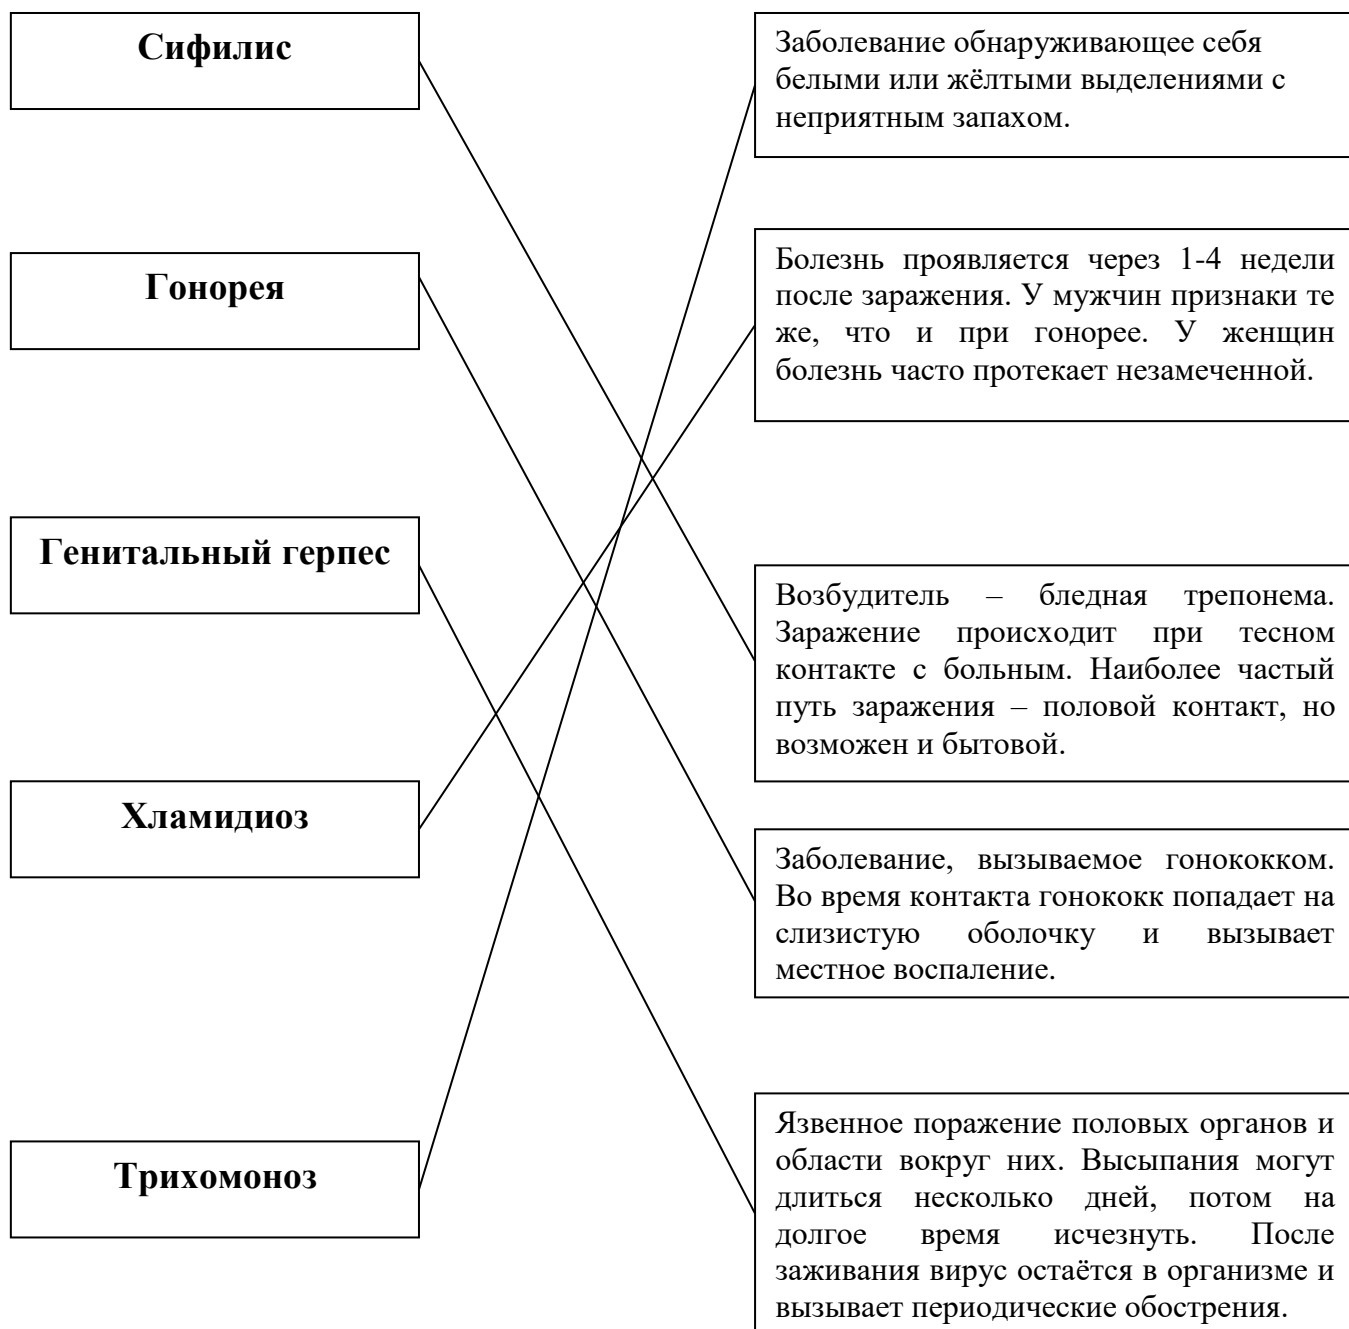 Сифилис
Заболевание обнаруживающее себя
белыми или жёлтыми выделениями с
неприятным запахом.
Гонорея
Болезнь проявляется через 1-4 недели
после заражения. У мужчин признаки те
же, что и при гонорее. У женщин
болезнь часто протекает незамеченной.
Генитальный герпес
Возбудитель – бледная трепонема.
Заражение происходит при тесном
контакте с больным. Наиболее частый
путь заражения – половой контакт, но
возможен и бытовой.
Хламидиоз
Заболевание, вызываемое гонококком.
Во время контакта гонококк попадает на
слизистую оболочку и вызывает
местное воспаление.
Трихомоноз
Язвенное поражение половых органов и
области вокруг них. Высыпания могут
длиться несколько дней, потом на
долгое время исчезнуть. После
заживания вирус остаётся в организме и
вызывает периодические обострения.